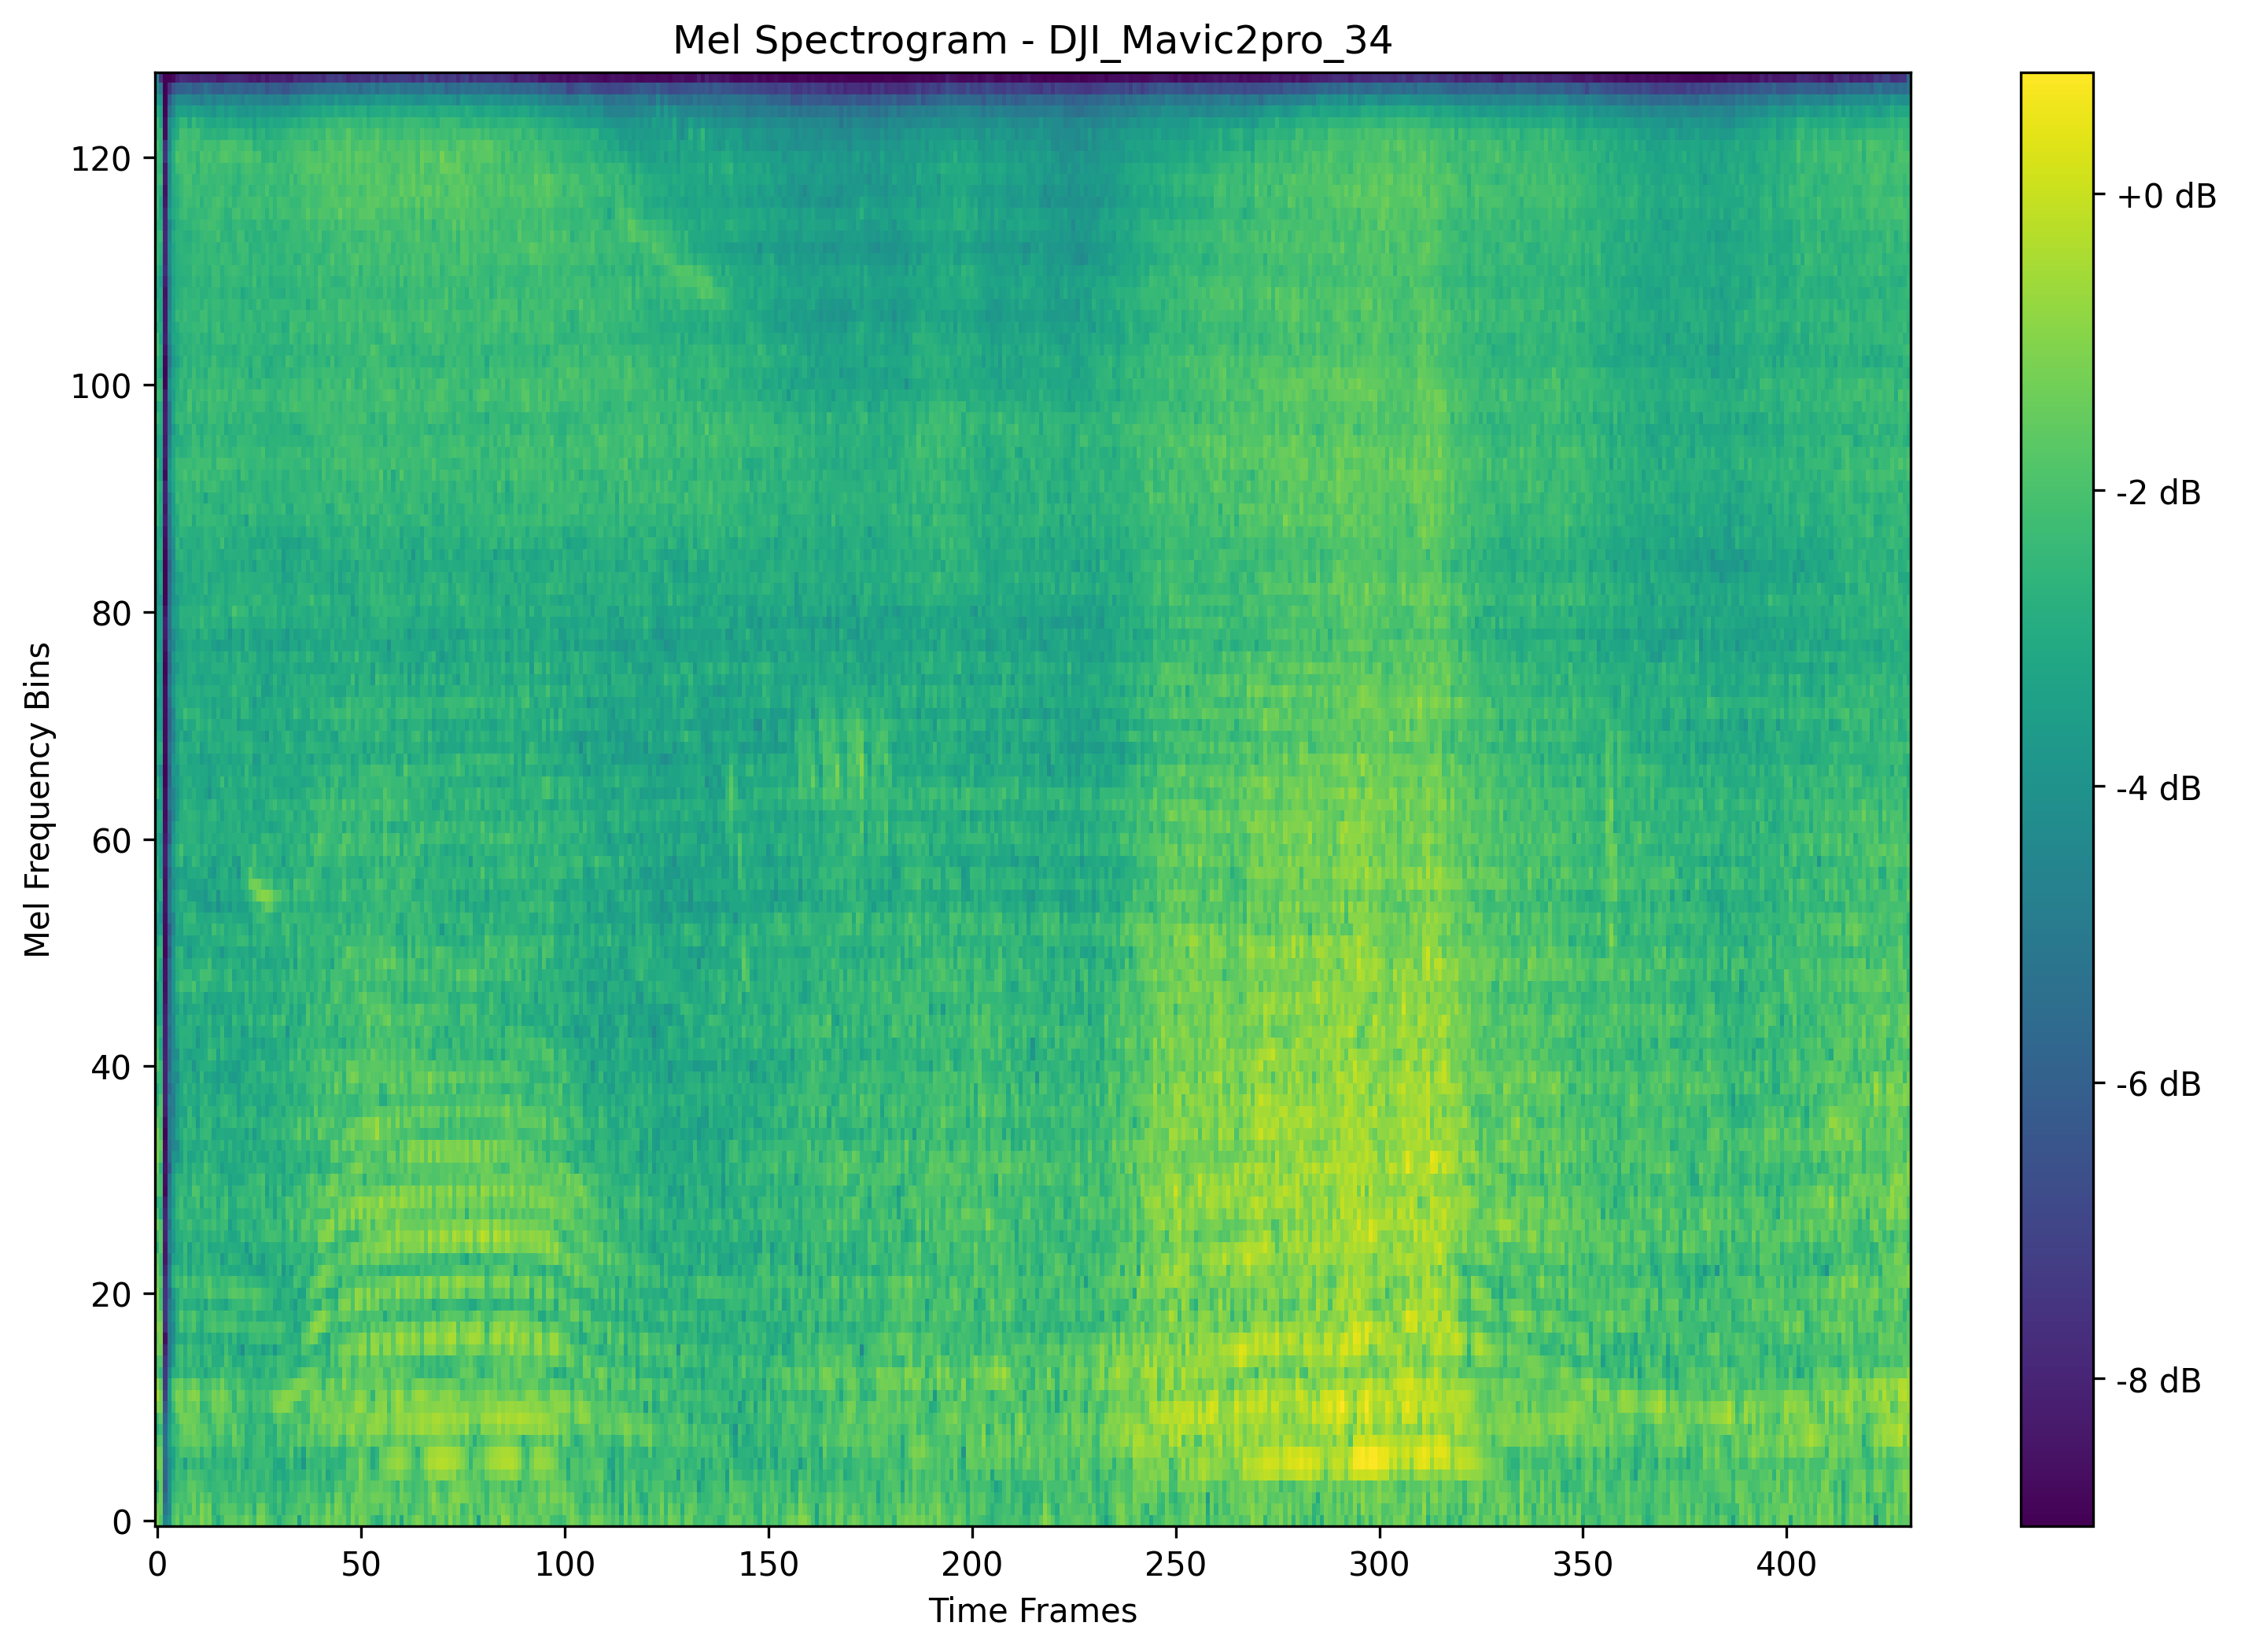 Mel Spectrogram - DJI_Mavic2pro_34
120
100
80
60
40
20
0
Mel Frequency Bins
0 50 100 150 200 250 300 350 400
Time Frames
+0 dB
-2 dB
-4 dB
-6 dB
-8 dB